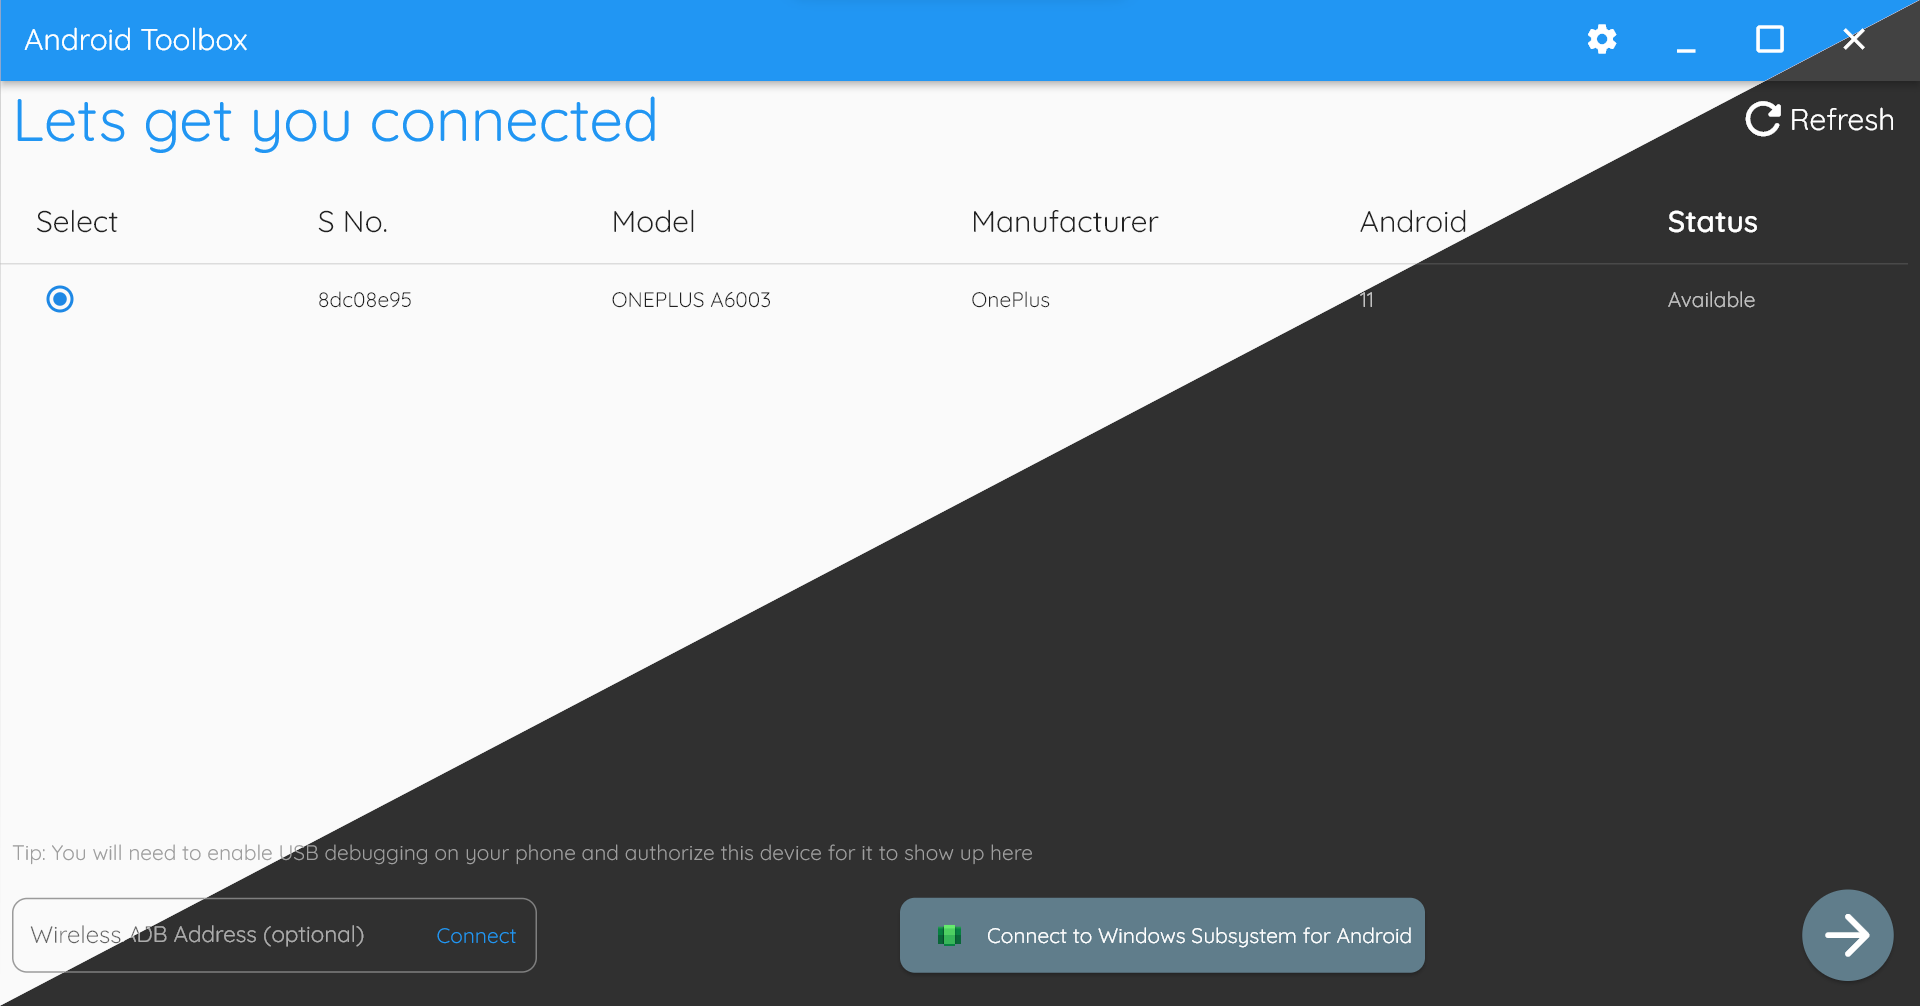 Android Toolbox
Lets get you connected
Refresh
Select S No. Model Manufacturer Android Status
8dc08e95 ONEPLUS A6003 OnePlus 11 Available
Tip: You will need to enable USB debugging on your phone and authorize this device for it to show up here
Wireless ADB Address (optional) Connect Connect to Windows Subsystem for Android